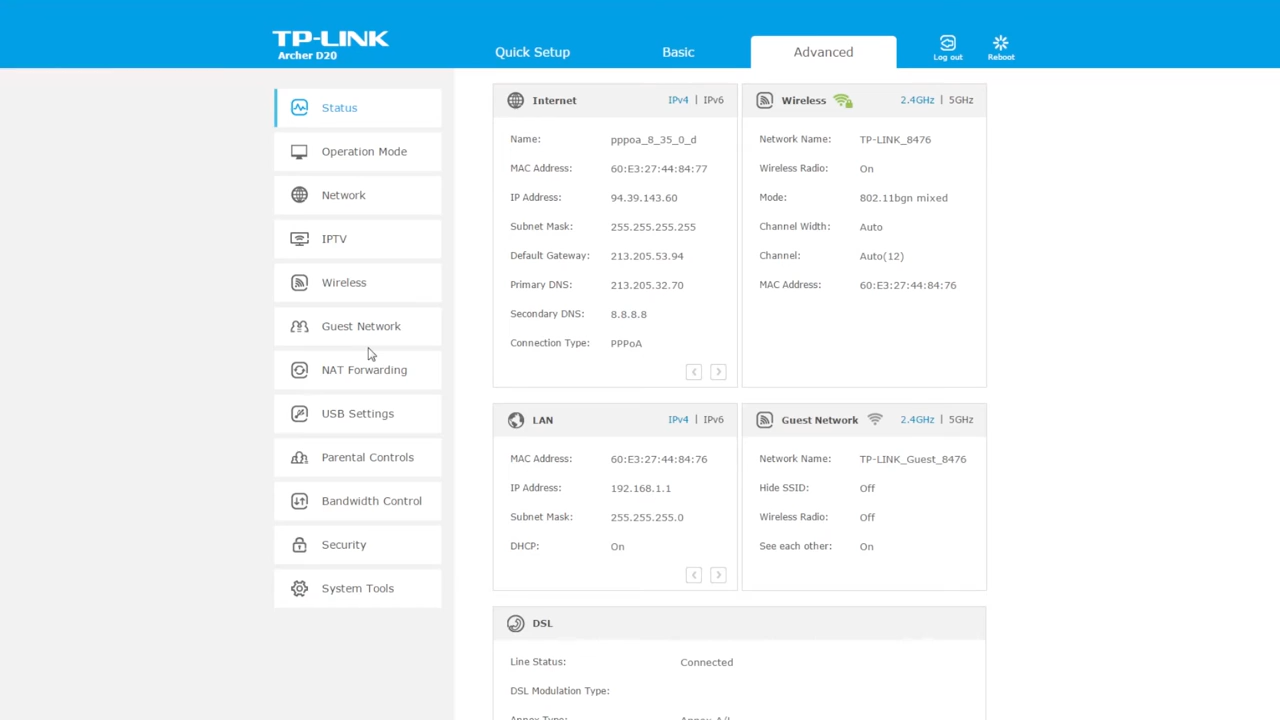 TP-LINK
Archer D20
Quick Setup
Basic
Advanced
Log out
Reboot
Status
Operation Mode
Network
IPTV
Wireless
Guest Network
NAT Forwarding
USB Settings
Parental Controls
Bandwidth Control
Security
System Tools
Internet IPv4 | IPv6
Name: pppoa_8_35_0_d
MAC Address: 60:E3:27:44:84:77
IP Address: 94.39.143.60
Subnet Mask: 255.255.255.255
Default Gateway: 213.205.53.94
Primary DNS: 213.205.32.70
Secondary DNS: 8.8.8.8
Connection Type: PPPoA
Wireless 2.4GHz | 5GHz
Network Name: TP-LINK_8476
Wireless Radio: On
Mode: 802.11bgn mixed
Channel Width: Auto
Channel: Auto(12)
MAC Address: 60:E3:27:44:84:76
LAN IPv4 | IPv6
MAC Address: 60:E3:27:44:84:76
IP Address: 192.168.1.1
Subnet Mask: 255.255.255.0
DHCP: On
Guest Network 2.4GHz | 5GHz
Network Name: TP-LINK_Guest_8476
Hide SSID: Off
Wireless Radio: Off
See each other: On
DSL
Line Status: Connected
DSL Modulation Type:
Annex Type: Annex A/L